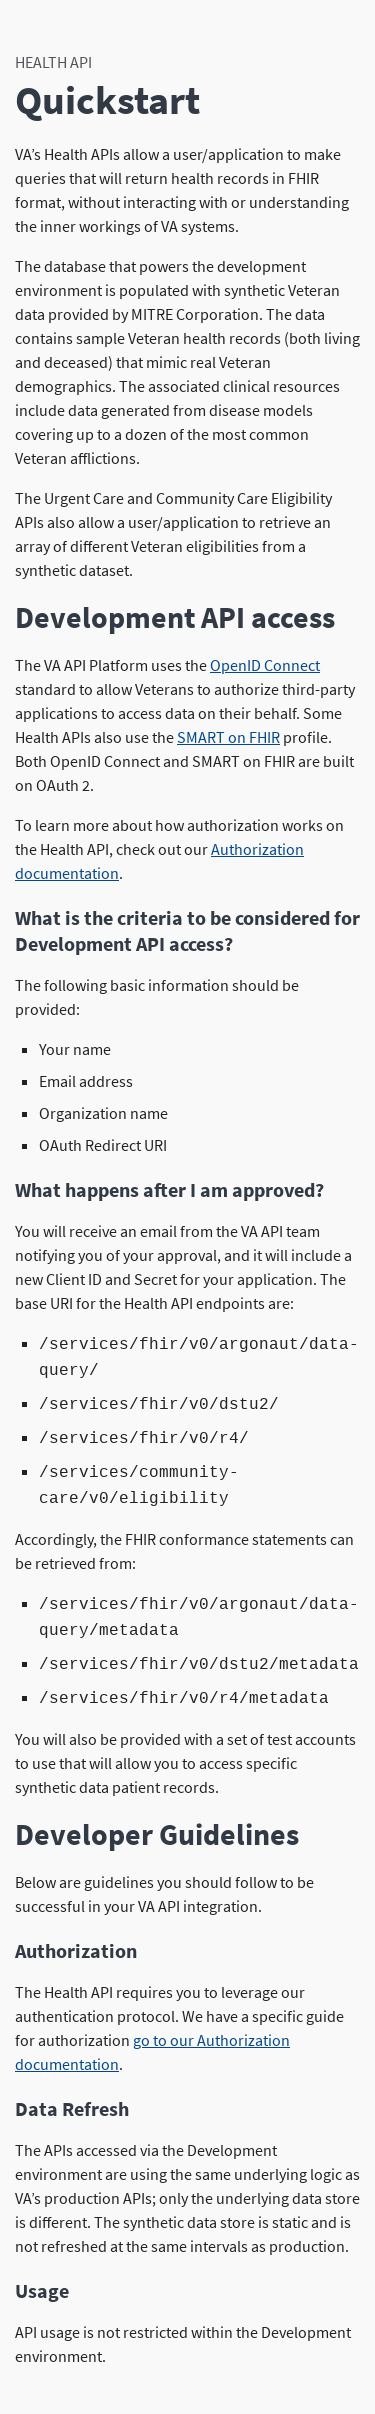 HEALTH API
Quickstart
VA’s Health APIs allow a user/application to make
queries that will return health records in FHIR
format, without interacting with or understanding
the inner workings of VA systems.
The database that powers the development
environment is populated with synthetic Veteran
data provided by MITRE Corporation. The data
contains sample Veteran health records (both living
and deceased) that mimic real Veteran
demographics. The associated clinical resources
include data generated from disease models
covering up to a dozen of the most common
Veteran afflictions.
The Urgent Care and Community Care Eligibility
APIs also allow a user/application to retrieve an
array of different Veteran eligibilities from a
synthetic dataset.
Development API access
The VA API Platform uses the OpenID Connect
standard to allow Veterans to authorize third-party
applications to access data on their behalf. Some
Health APIs also use the SMART on FHIR profile.
Both OpenID Connect and SMART on FHIR are built
on OAuth 2.
To learn more about how authorization works on
the Health API, check out our Authorization
documentation.
What is the criteria to be considered for
Development API access?
The following basic information should be
provided:
▪ Your name
▪ Email address
▪ Organization name
▪ OAuth Redirect URI
What happens after I am approved?
You will receive an email from the VA API team
notifying you of your approval, and it will include a
new Client ID and Secret for your application. The
base URI for the Health API endpoints are:
▪ /services/fhir/v0/argonaut/data-
query/
▪ /services/fhir/v0/dstu2/
▪ /services/fhir/v0/r4/
▪ /services/community-
care/v0/eligibility
Accordingly, the FHIR conformance statements can
be retrieved from:
▪ /services/fhir/v0/argonaut/data-
query/metadata
▪ /services/fhir/v0/dstu2/metadata
▪ /services/fhir/v0/r4/metadata
You will also be provided with a set of test accounts
to use that will allow you to access specific
synthetic data patient records.
Developer Guidelines
Below are guidelines you should follow to be
successful in your VA API integration.
Authorization
The Health API requires you to leverage our
authentication protocol. We have a specific guide
for authorization go to our Authorization
documentation.
Data Refresh
The APIs accessed via the Development
environment are using the same underlying logic as
VA’s production APIs; only the underlying data store
is different. The synthetic data store is static and is
not refreshed at the same intervals as production.
Usage
API usage is not restricted within the Development
environment.